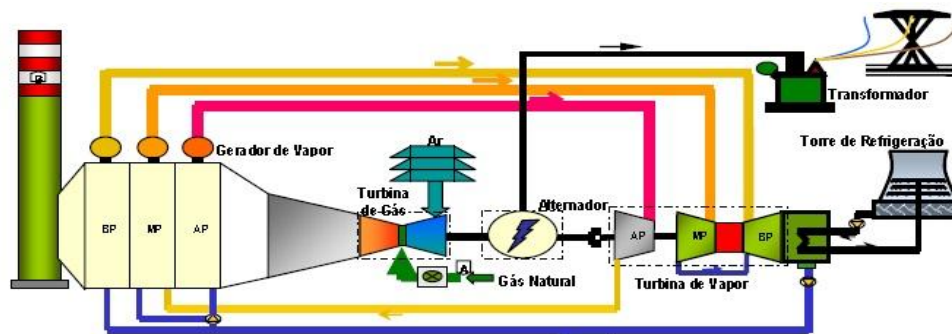 Transformador
Torre de Refrigeração
Ar
Gerador de Vapor
Turbina
de Gás
Alternador
BP
MP
AP
AP
MP
BP
A
Gás Natural
Turbina de Vapor